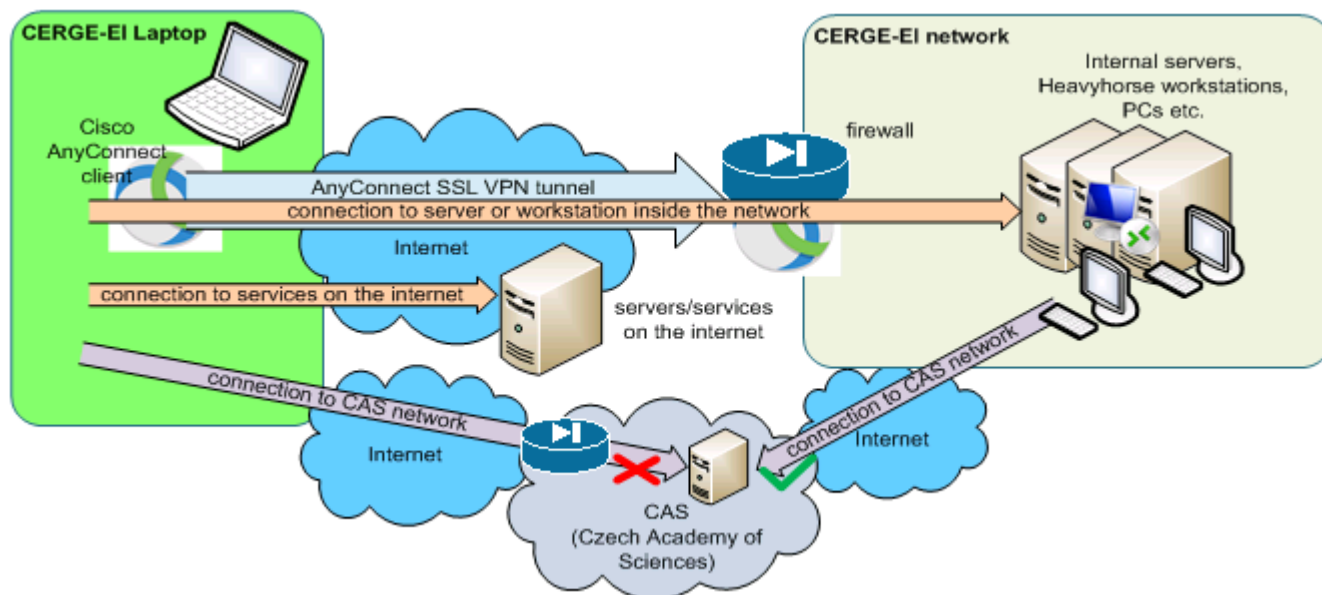 CERGE-EI Laptop
CERGE-EI network
Internal servers,
Heavyhorse workstations,
PCs etc.
Cisco
AnyConnect
client
firewall
AnyConnect SSL VPN tunnel
connection to server or workstation inside the network
Internet
connection to services on the internet
servers/services
on the internet
connection to CAS network
connection to CAS network
Internet
Internet
CAS
(Czech Academy of
Sciences)